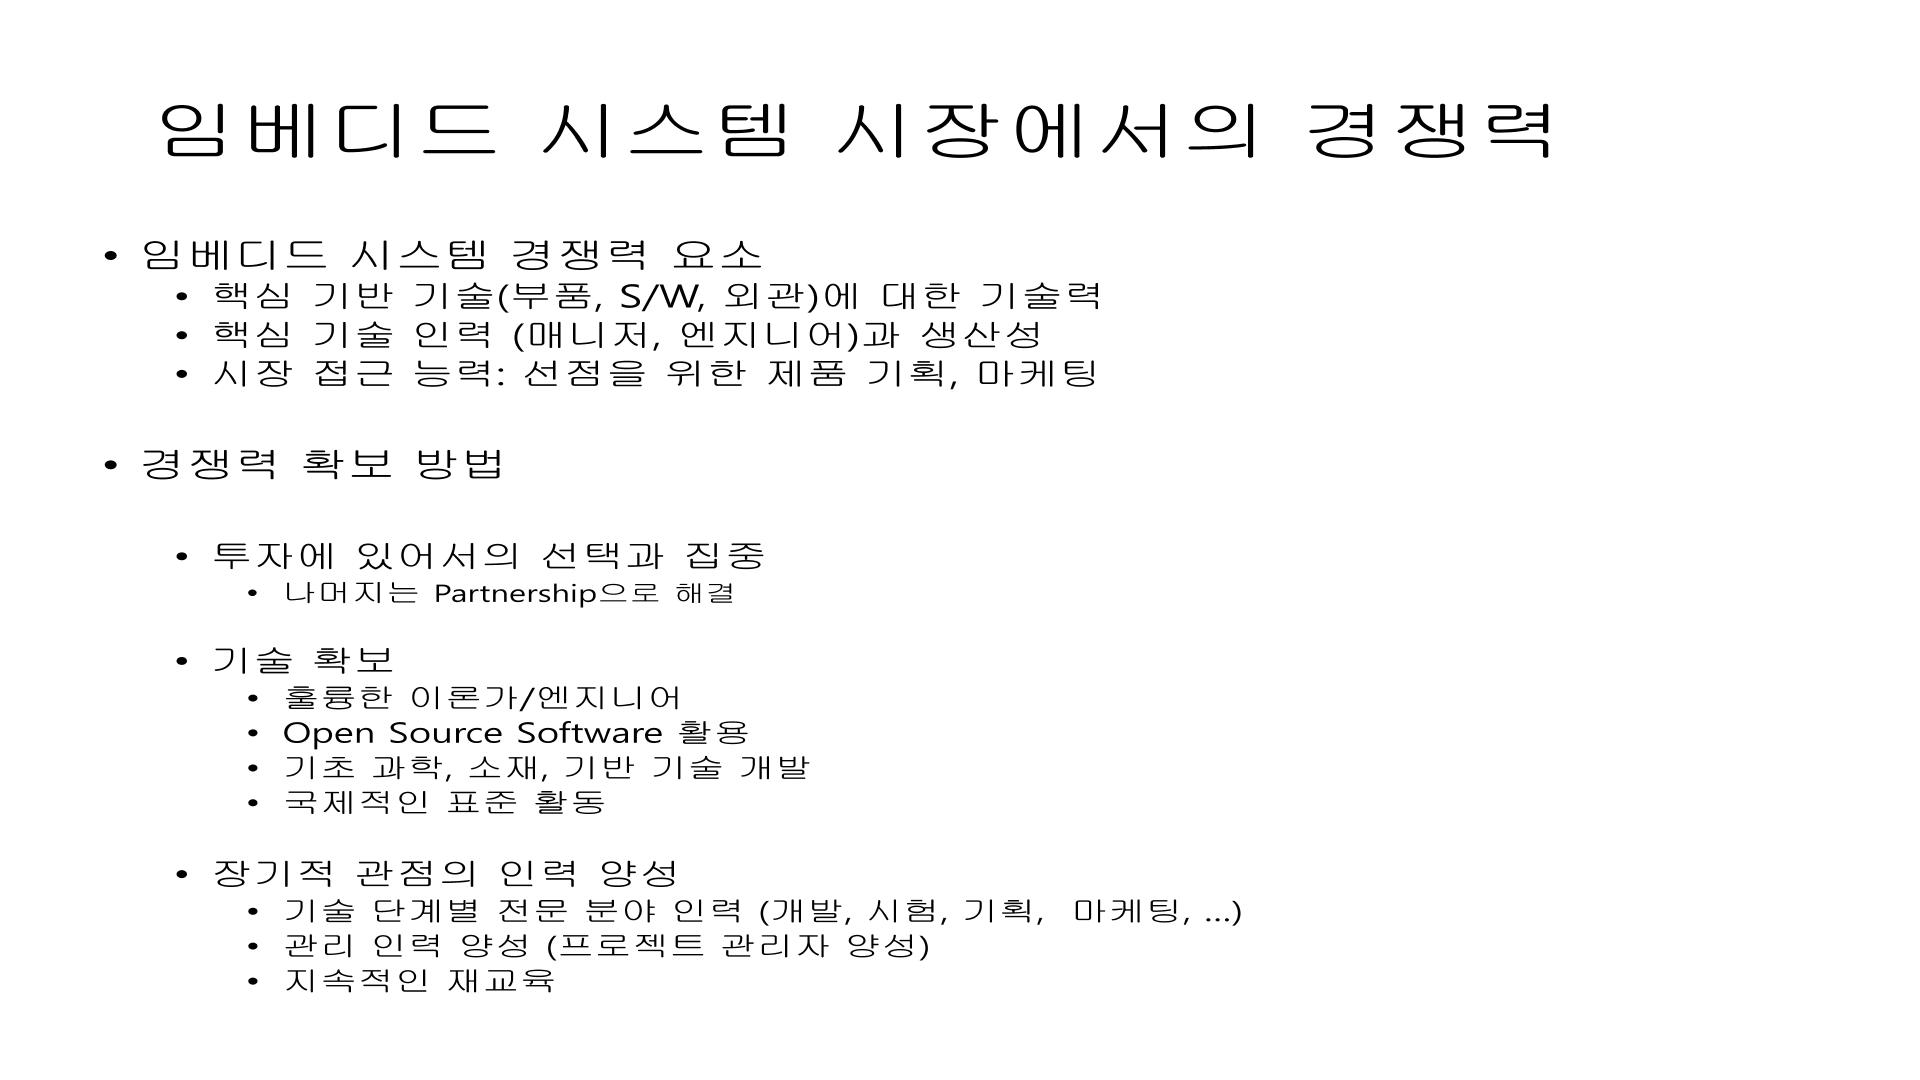 임베디드 시스템 시장에서의 경쟁력
• 임베디드 시스템 경쟁력 요소
• 핵심 기반 기술(부품, S/W, 외관)에 대한 기술력
• 핵심 기술 인력 (매니저, 엔지니어)과 생산성
• 시장 접근 능력: 선점을 위한 제품 기획, 마케팅
• 경쟁력 확보 방법
• 투자에 있어서의 선택과 집중
• 나머지는 Partnership으로 해결
• 기술 확보
• 훌륭한 이론가/엔지니어
• Open Source Software 활용
• 기초 과학, 소재, 기반 기술 개발
• 국제적인 표준 활동
• 장기적 관점의 인력 양성
• 기술 단계별 전문 분야 인력 (개발, 시험, 기획,  마케팅, ...)
• 관리 인력 양성 (프로젝트 관리자 양성)
• 지속적인 재교육